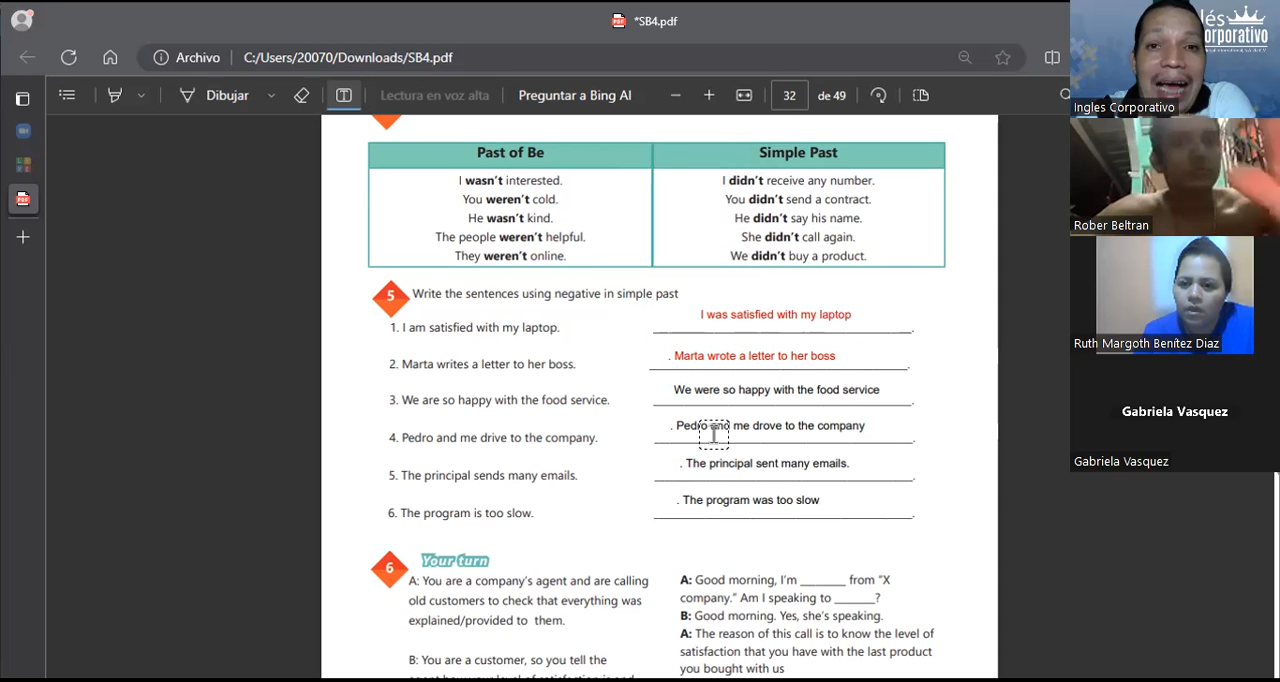 *SB4.pdf
Archivo C:/Users/20070/Downloads/SB4.pdf
Dibujar Lectura en voz alta Preguntar a Bing AI 32 de 49
Past of Be Simple Past
I wasn't interested. I didn't receive any number.
You weren't cold. You didn't send a contract.
He wasn't kind. He didn't say his name.
The people weren't helpful. She didn't call again.
They weren't online. We didn't buy a product.
5 Write the sentences using negative in simple past
1. I am satisfied with my laptop. I was satisfied with my laptop
2. Marta writes a letter to her boss. . Marta wrote a letter to her boss
3. We are so happy with the food service. We were so happy with the food service
4. Pedro and me drive to the company. . Pedro and me drove to the company
5. The principal sends many emails. . The principal sent many emails.
6. The program is too slow. . The program was too slow
6 Your turn
A: You are a company's agent and are calling
old customers to check that everything was
explained/provided to them.
B: You are a customer, so you tell the
A: Good morning, I'm _______ from "X
company." Am I speaking to ______?
B: Good morning. Yes, she's speaking.
A: The reason of this call is to know the level of
satisfaction that you have with the last product
you bought with us
lés
orporativo
Ingles Corporativo
Rober Beltran
Ruth Margoth Benítez Diaz
Gabriela Vasquez
Gabriela Vasquez